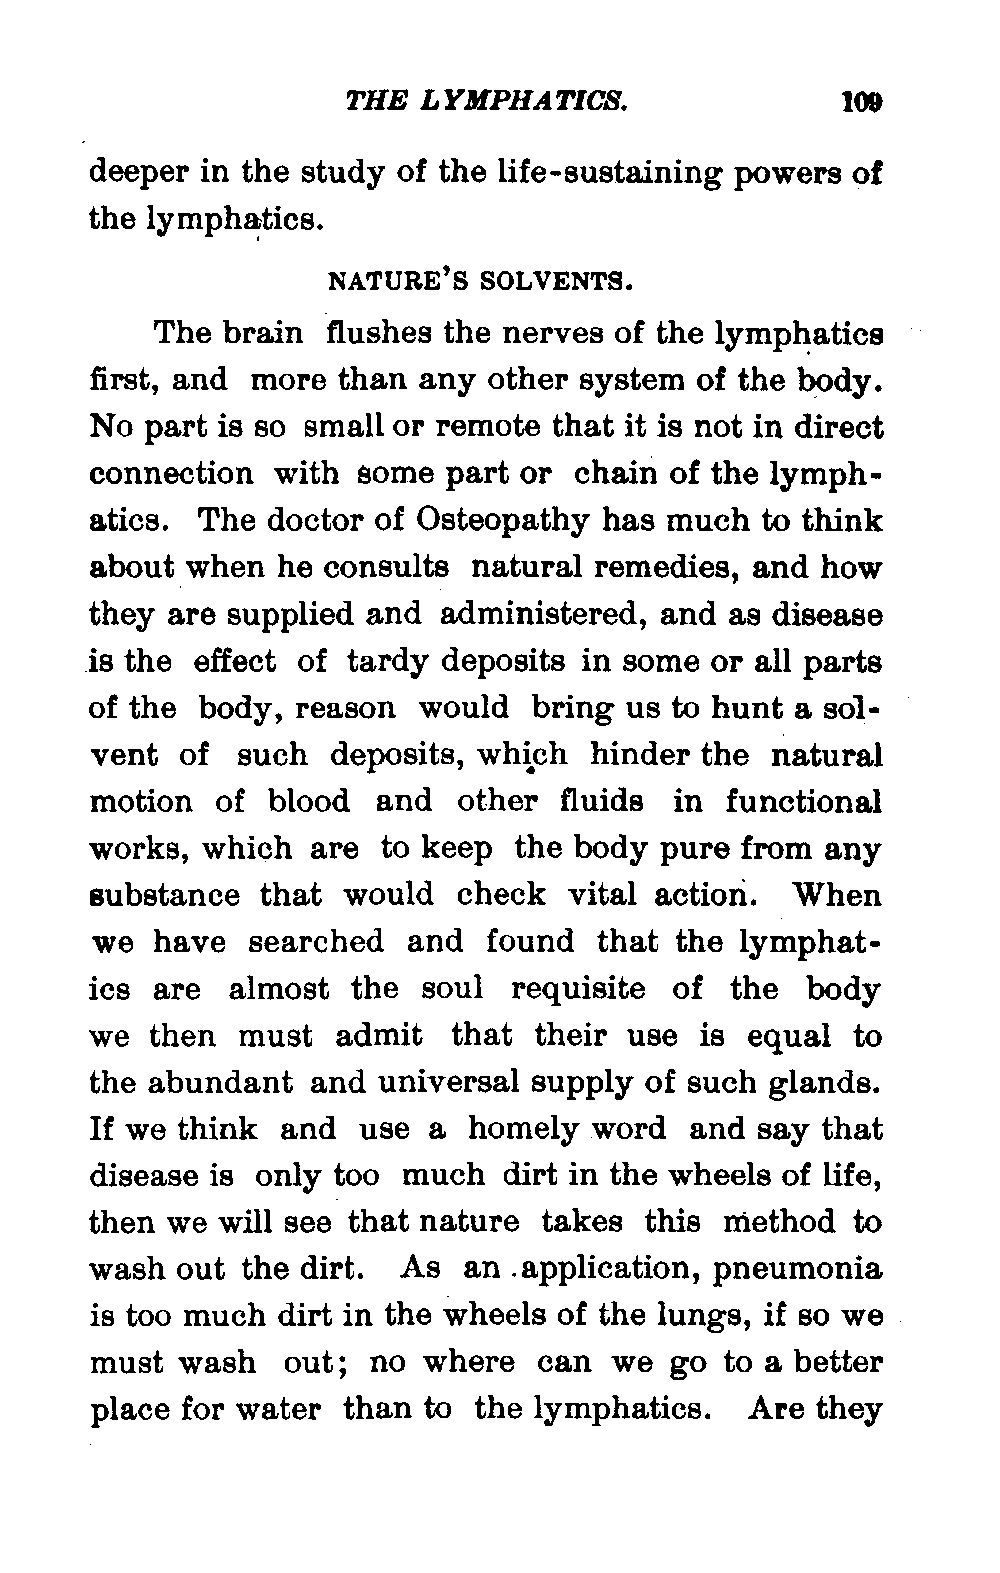 THE LYMPHATICS. 109
deeper in the study of the life-sustaining powers of
the lymphatics.
NATURE'S SOLVENTS.
The brain flushes the nerves of the lymphatics
first, and more than any other system of the body.
No part is so small or remote that it is not in direct
connection with some part or chain of the lymph-
atics. The doctor of Osteopathy has much to think
about when he consults natural remedies, and how
they are supplied and administered, and as disease
is the effect of tardy deposits in some or all parts
of the body, reason would bring us to hunt a sol-
vent of such deposits, which hinder the natural
motion of blood and other fluids in functional
works, which are to keep the body pure from any
substance that would check vital action. When
we have searched and found that the lymphat-
ics are almost the soul requisite of the body
we then must admit that their use is equal to
the abundant and universal supply of such glands.
If we think and use a homely word and say that
disease is only too much dirt in the wheels of life,
then we will see that nature takes this method to
wash out the dirt. As an application, pneumonia
is too much dirt in the wheels of the lungs, if so we
must wash out; no where can we go to a better
place for water than to the lymphatics. Are they